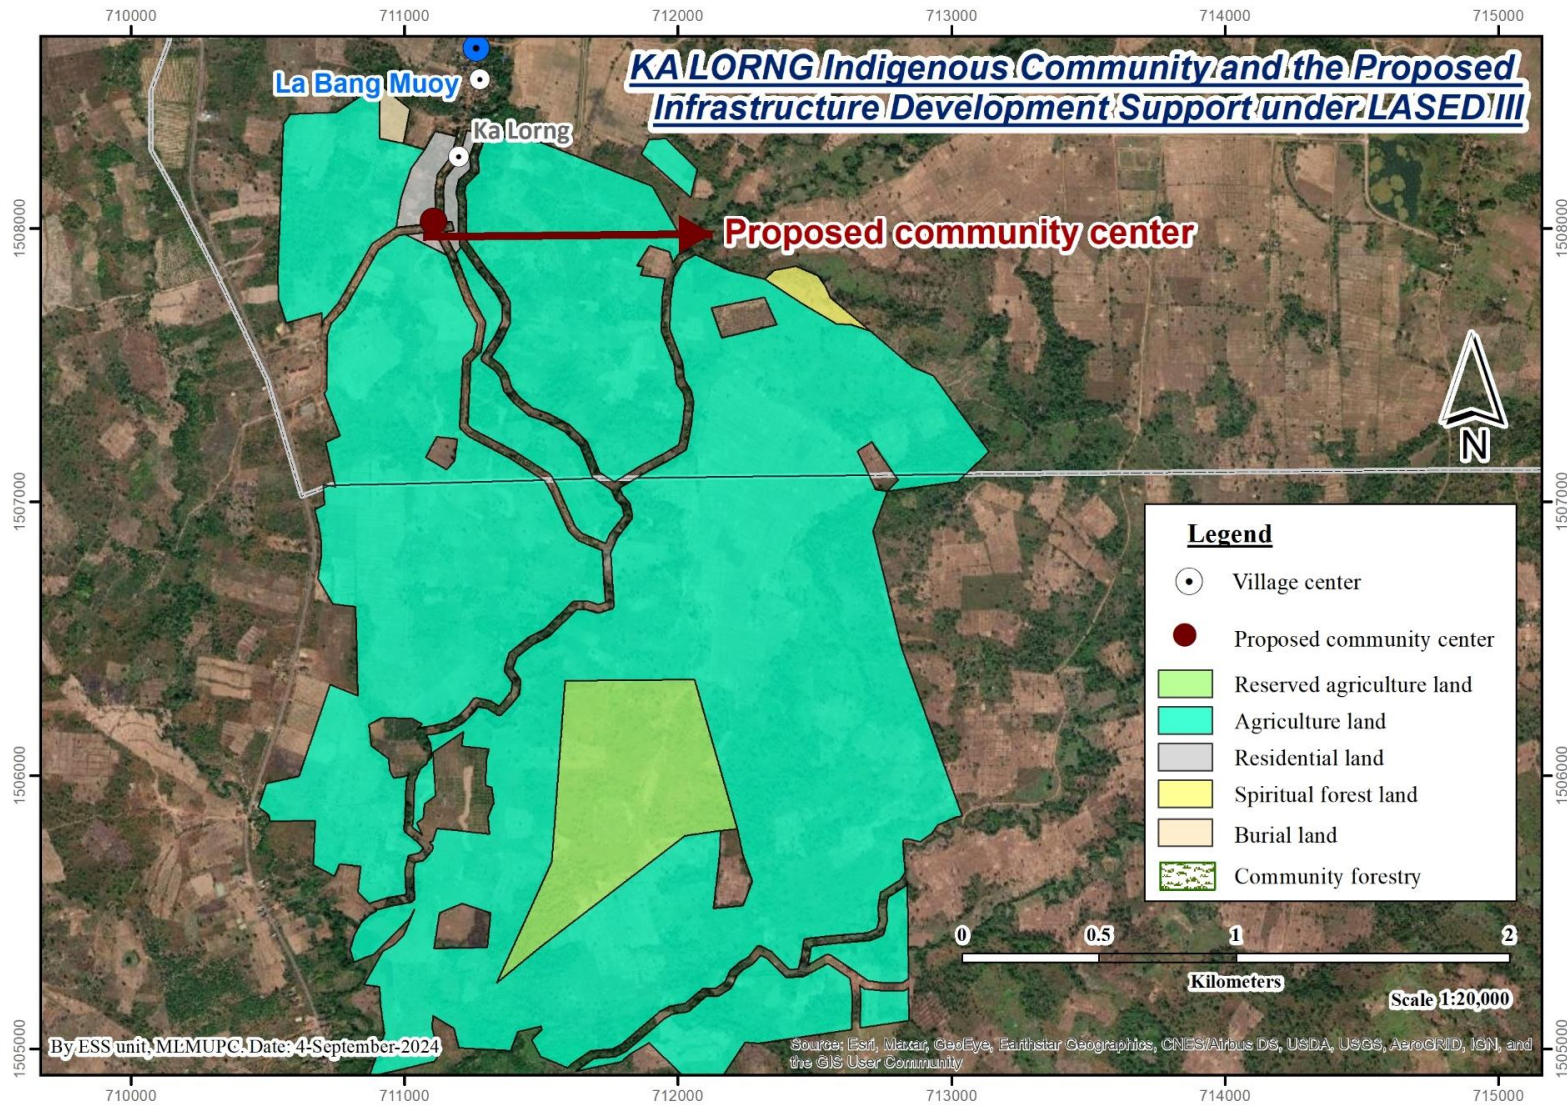 710000
711000
712000
713000
714000
715000
KA LORNG Indigenous Community and the Proposed
Infrastructure Development Support under LASED III
La Bang Muoy
Ka Lorng
Proposed community center
1508000
1508000
1507000
1507000
1506000
1506000
1505000
1505000
N
Legend
Village center
Proposed community center
Reserved agriculture land
Agriculture land
Residential land
Spiritual forest land
Burial land
Community forestry
0
0.5
1
2
Kilometers
Scale 1:20,000
By ESS unit, MLMUPC. Date: 4-September-2024
Source: Esri, Maxar, GeoEye, Earthstar Geographics, CNES/Airbus DS, USDA, USGS, AeroGRID, IGN, and
the GIS User Community
710000
711000
712000
713000
714000
715000